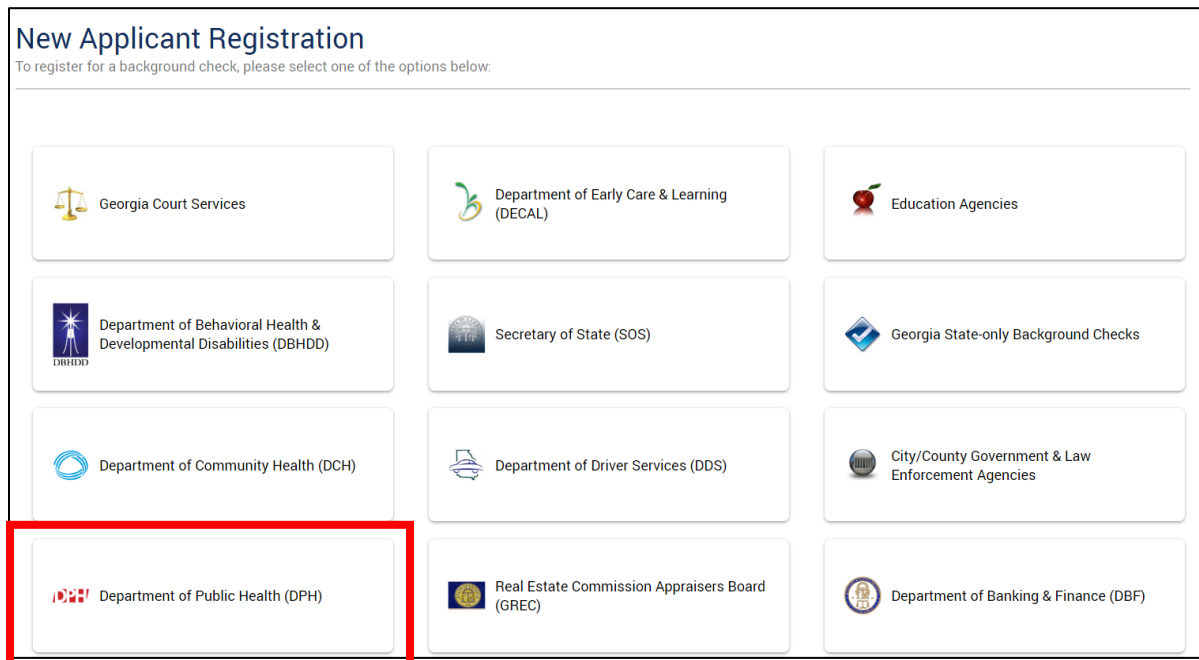 New Applicant Registration
To register for a background check, please select one of the options below:
Georgia Court Services
Department of Early Care & Learning
(DECAL)
Education Agencies
DBHDD
Department of Behavioral Health &
Developmental Disabilities (DBHDD)
Secretary of State (SOS)
Georgia State-only Background Checks
Department of Community Health (DCH)
Department of Driver Services (DDS)
City/County Government & Law
Enforcement Agencies
DPH
Department of Public Health (DPH)
Real Estate Commission Appraisers Board
(GREC)
Department of Banking & Finance (DBF)